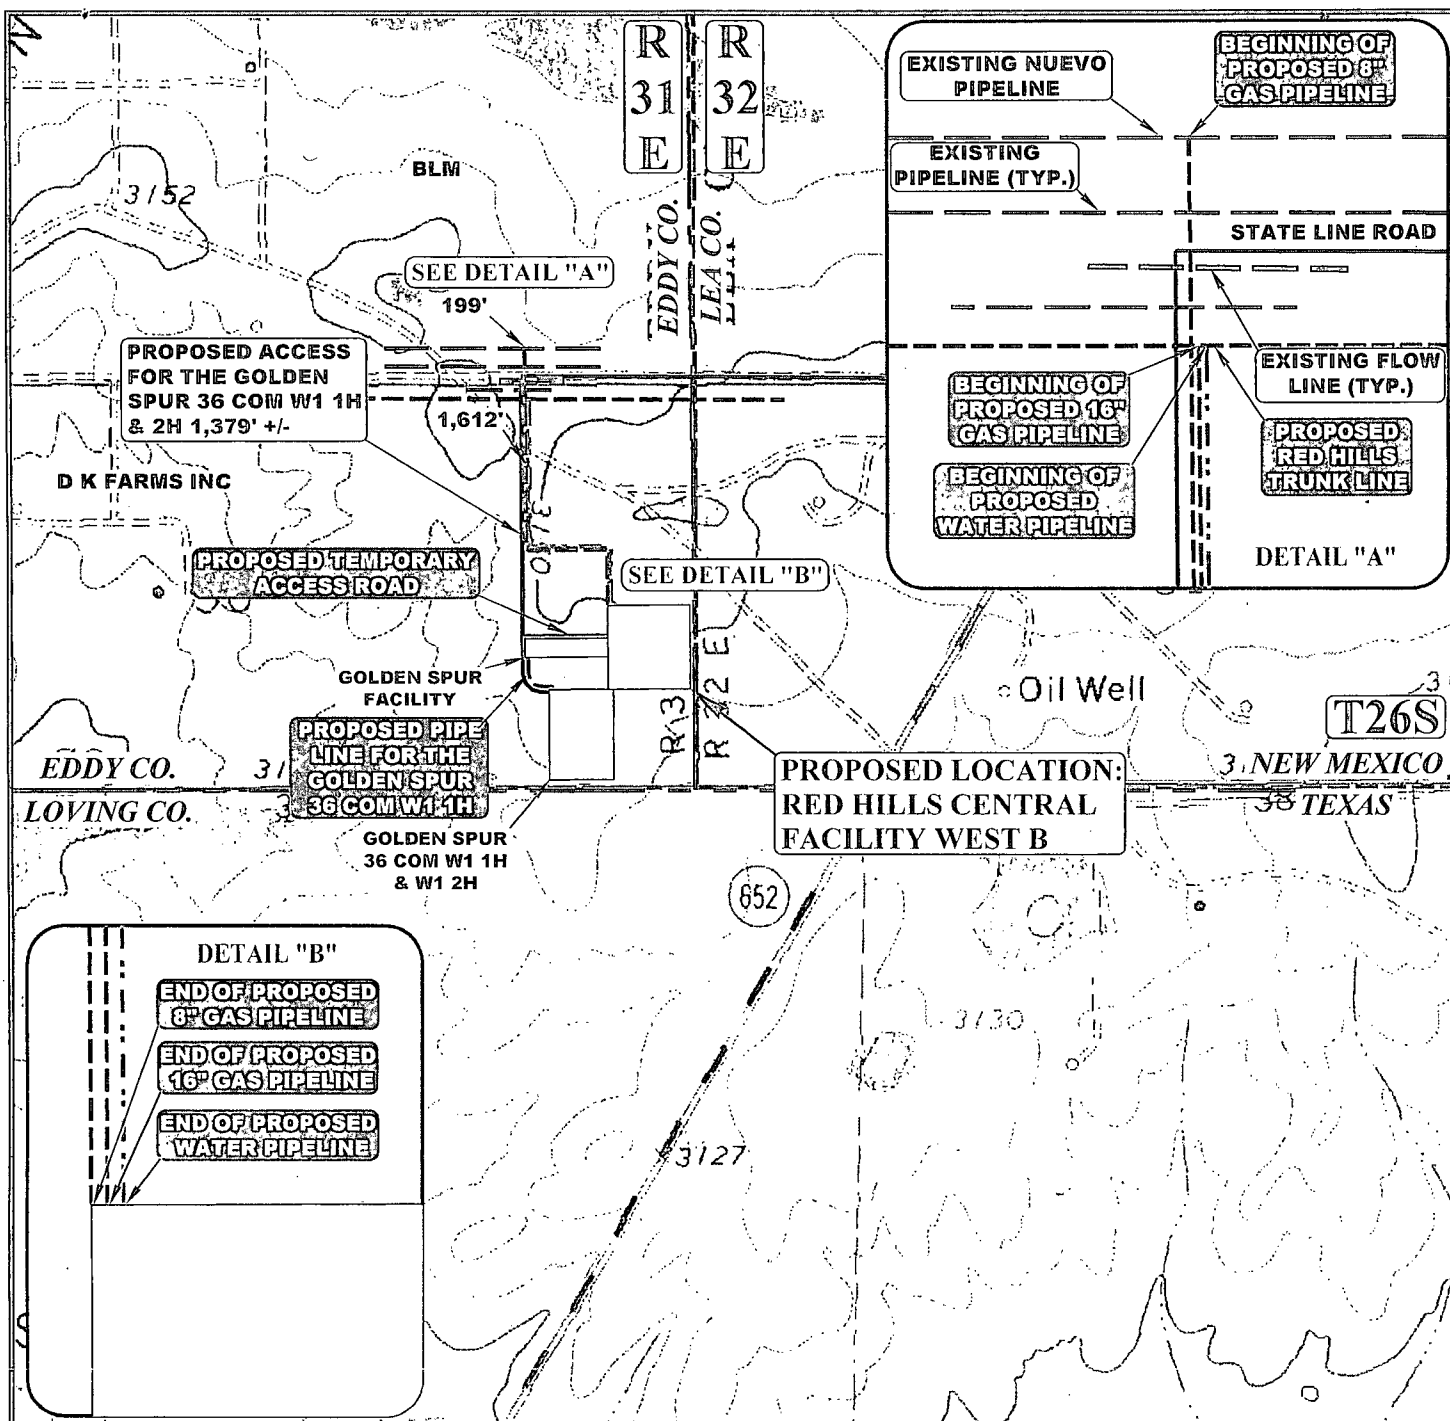 R
31
E
R
32
E
EDDY CO.
LEA CO.
BLM
3152
SEE DETAIL "A"
199'
PROPOSED ACCESS
FOR THE GOLDEN
SPUR 36 COM W1 1H
& 2H 1,379' +/-
1,612'
D K FARMS INC
PROPOSED TEMPORARY
ACCESS ROAD
SEE DETAIL "B"
GOLDEN SPUR
FACILITY
PROPOSED PIPE
LINE FOR THE
GOLDEN SPUR
36 COM W1 1H
GOLDEN SPUR
36 COM W1 1H
& W1 2H
EDDY CO.
LOVING CO.
R 32 E
Oil Well
T26S
NEW MEXICO
TEXAS
PROPOSED LOCATION:
RED HILLS CENTRAL
FACILITY WEST B
652
3130
3127
EXISTING NUEVO
PIPELINE
BEGINNING OF
PROPOSED 8"
GAS PIPELINE
EXISTING
PIPELINE (TYP.)
STATE LINE ROAD
BEGINNING OF
PROPOSED 16"
GAS PIPELINE
EXISTING FLOW
LINE (TYP.)
BEGINNING OF
PROPOSED
WATER PIPELINE
PROPOSED
RED HILLS
TRUNK LINE
DETAIL "A"
DETAIL "B"
END OF PROPOSED
8" GAS PIPELINE
END OF PROPOSED
16" GAS PIPELINE
END OF PROPOSED
WATER PIPELINE